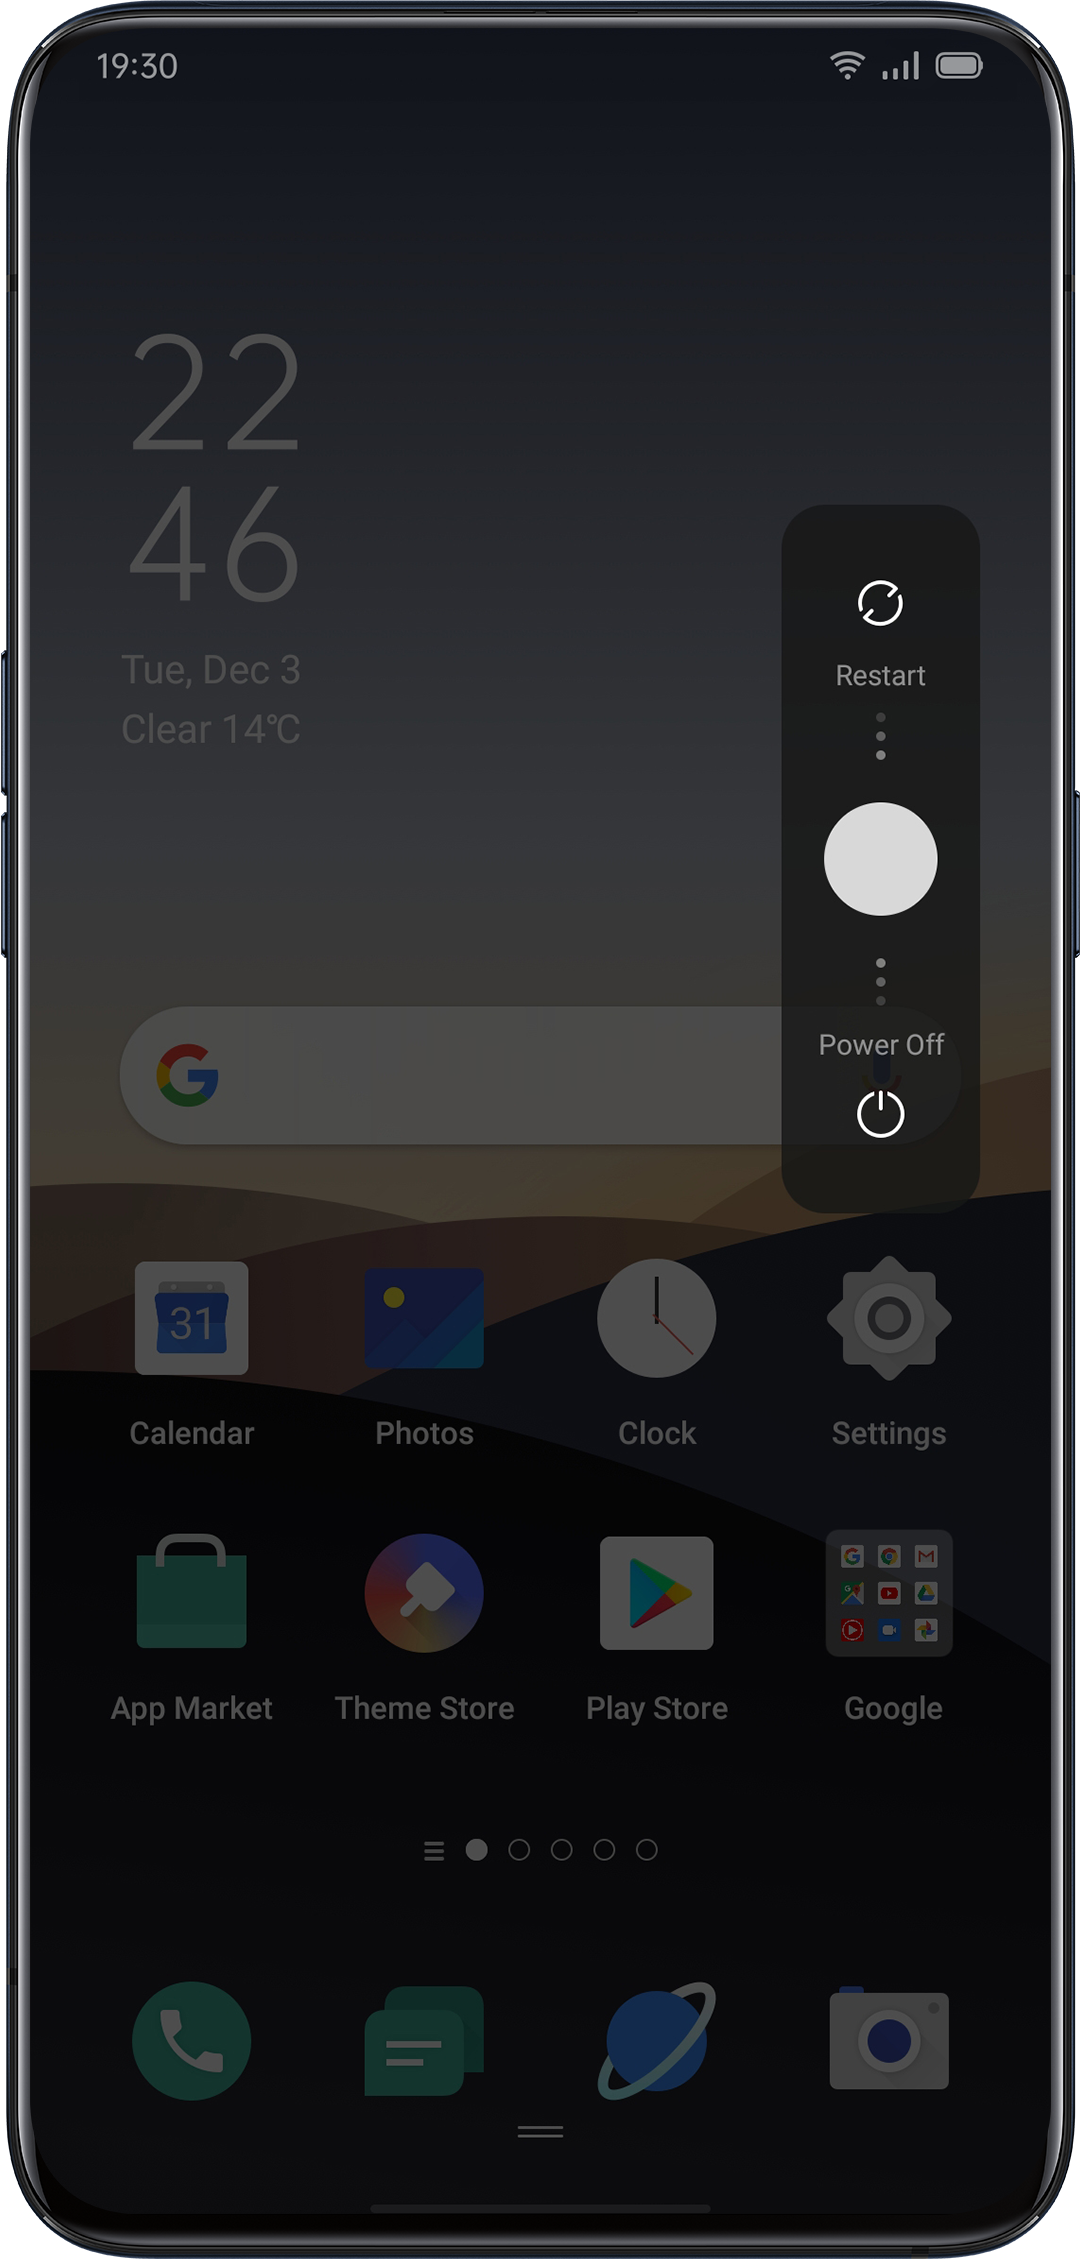 19:30
22
46
Tue, Dec 3
Clear 14℃
Restart
Power Off
G
31
Calendar
Photos
Clock
Settings
App Market
Theme Store
Play Store
Google